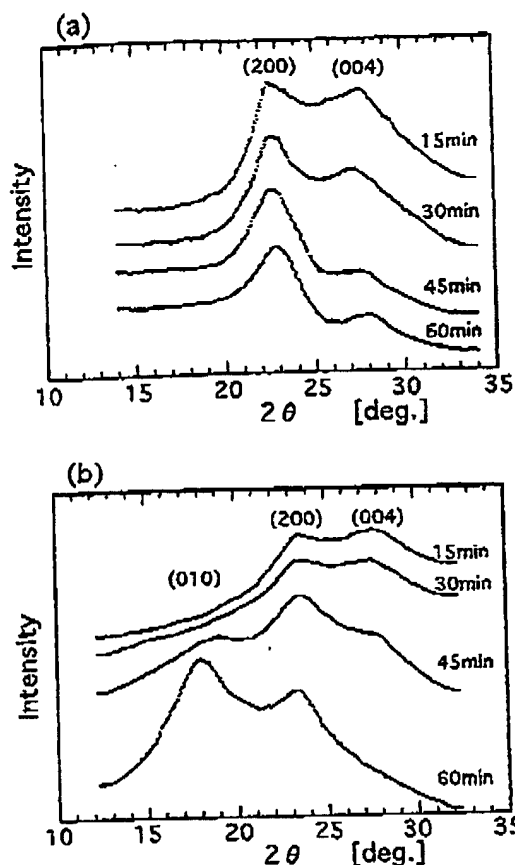 (a)
(200) (004)
15min
30min
45min
60min
Intensity
10 15 20 25 30 35
2θ [deg.]
(b)
(200) (004)
(010)
15min
30min
45min
60min
Intensity
10 15 20 25 30
2θ [deg.]